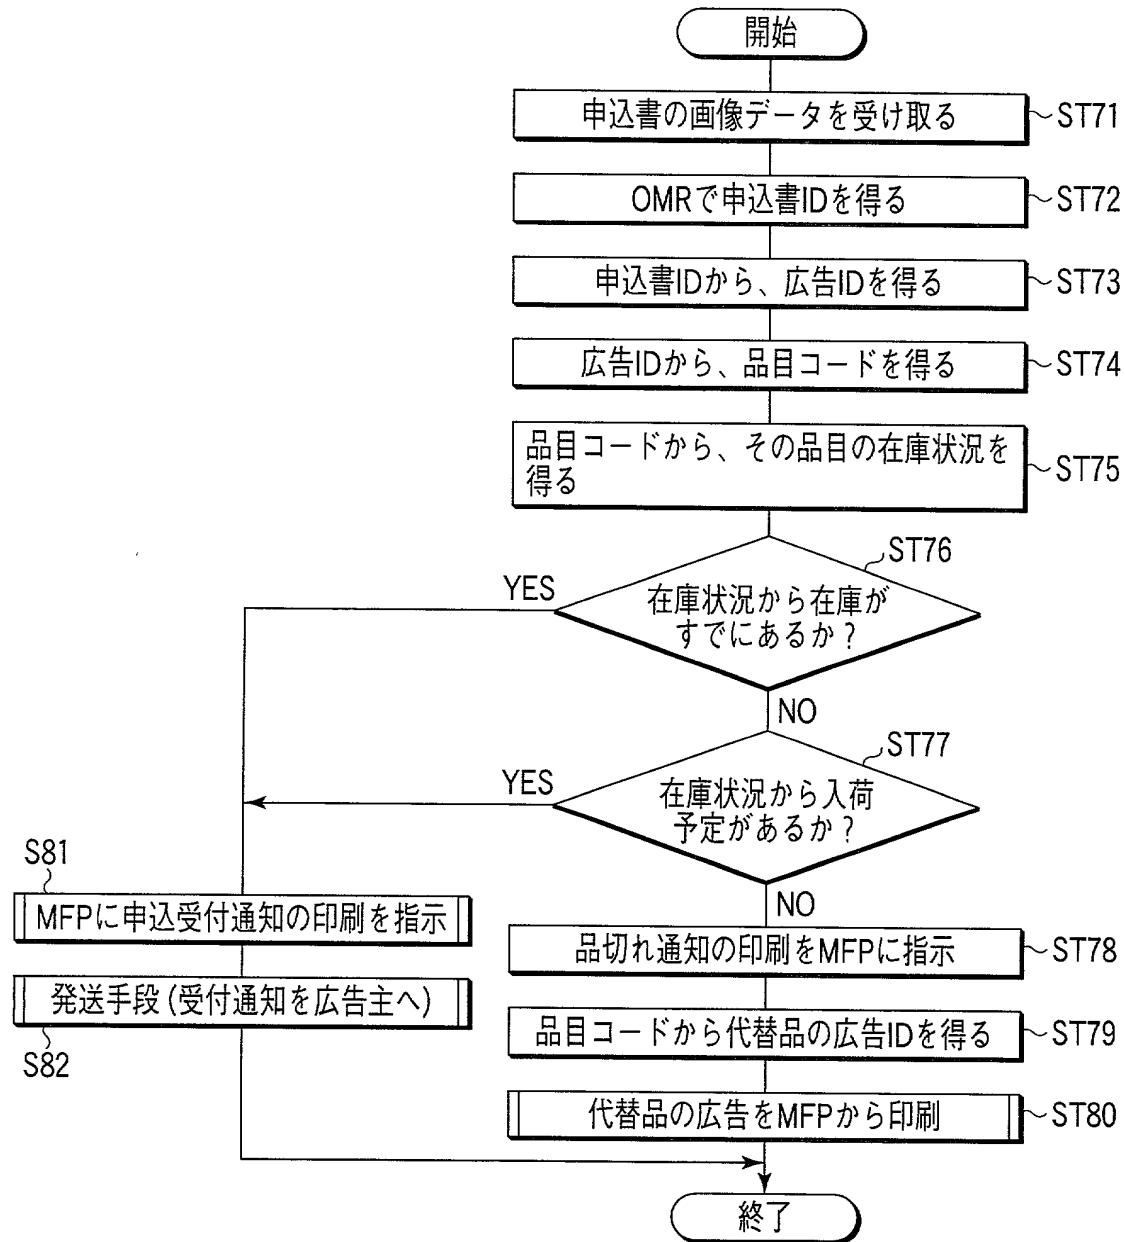 開始
申込書の画像データを受け取る
ST71
OMRで申込書IDを得る
ST72
申込書IDから、広告IDを得る
ST73
広告IDから、品目コードを得る
ST74
品目コードから、その品目の在庫状況を
得る
ST75
ST76
YES
在庫状況から在庫が
すでにあるか?
NO
ST77
YES
在庫状況から入荷
予定があるか?
NO
S81
MFPに申込受付通知の印刷を指示
発送手段(受付通知を広告主へ)
S82
品切れ通知の印刷をMFPに指示
ST78
品目コードから代替品の広告IDを得る
ST79
代替品の広告をMFPから印刷
ST80
終了